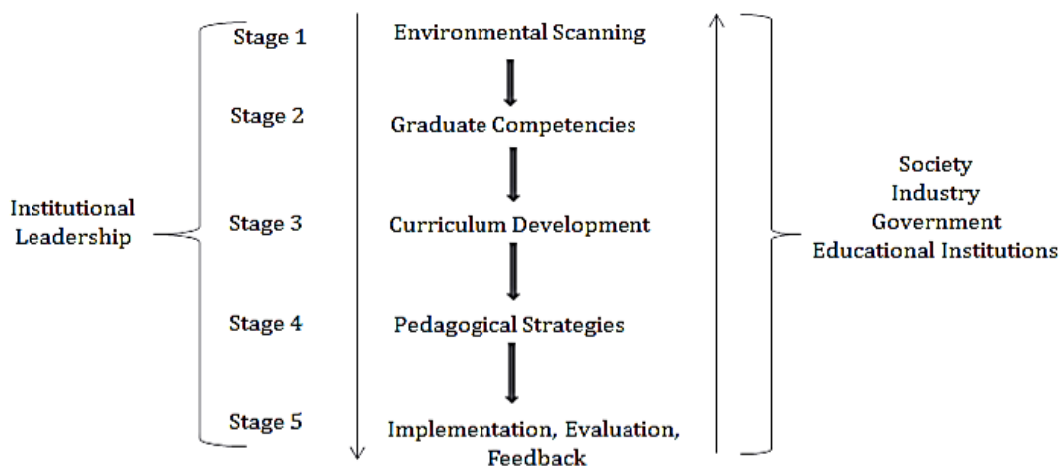 Stage 1
Environmental Scanning
Stage 2
Graduate Competencies
Institutional
Leadership
Stage 3
Curriculum Development
Society
Industry
Government
Educational Institutions
Stage 4
Pedagogical Strategies
Stage 5
Implementation, Evaluation,
Feedback